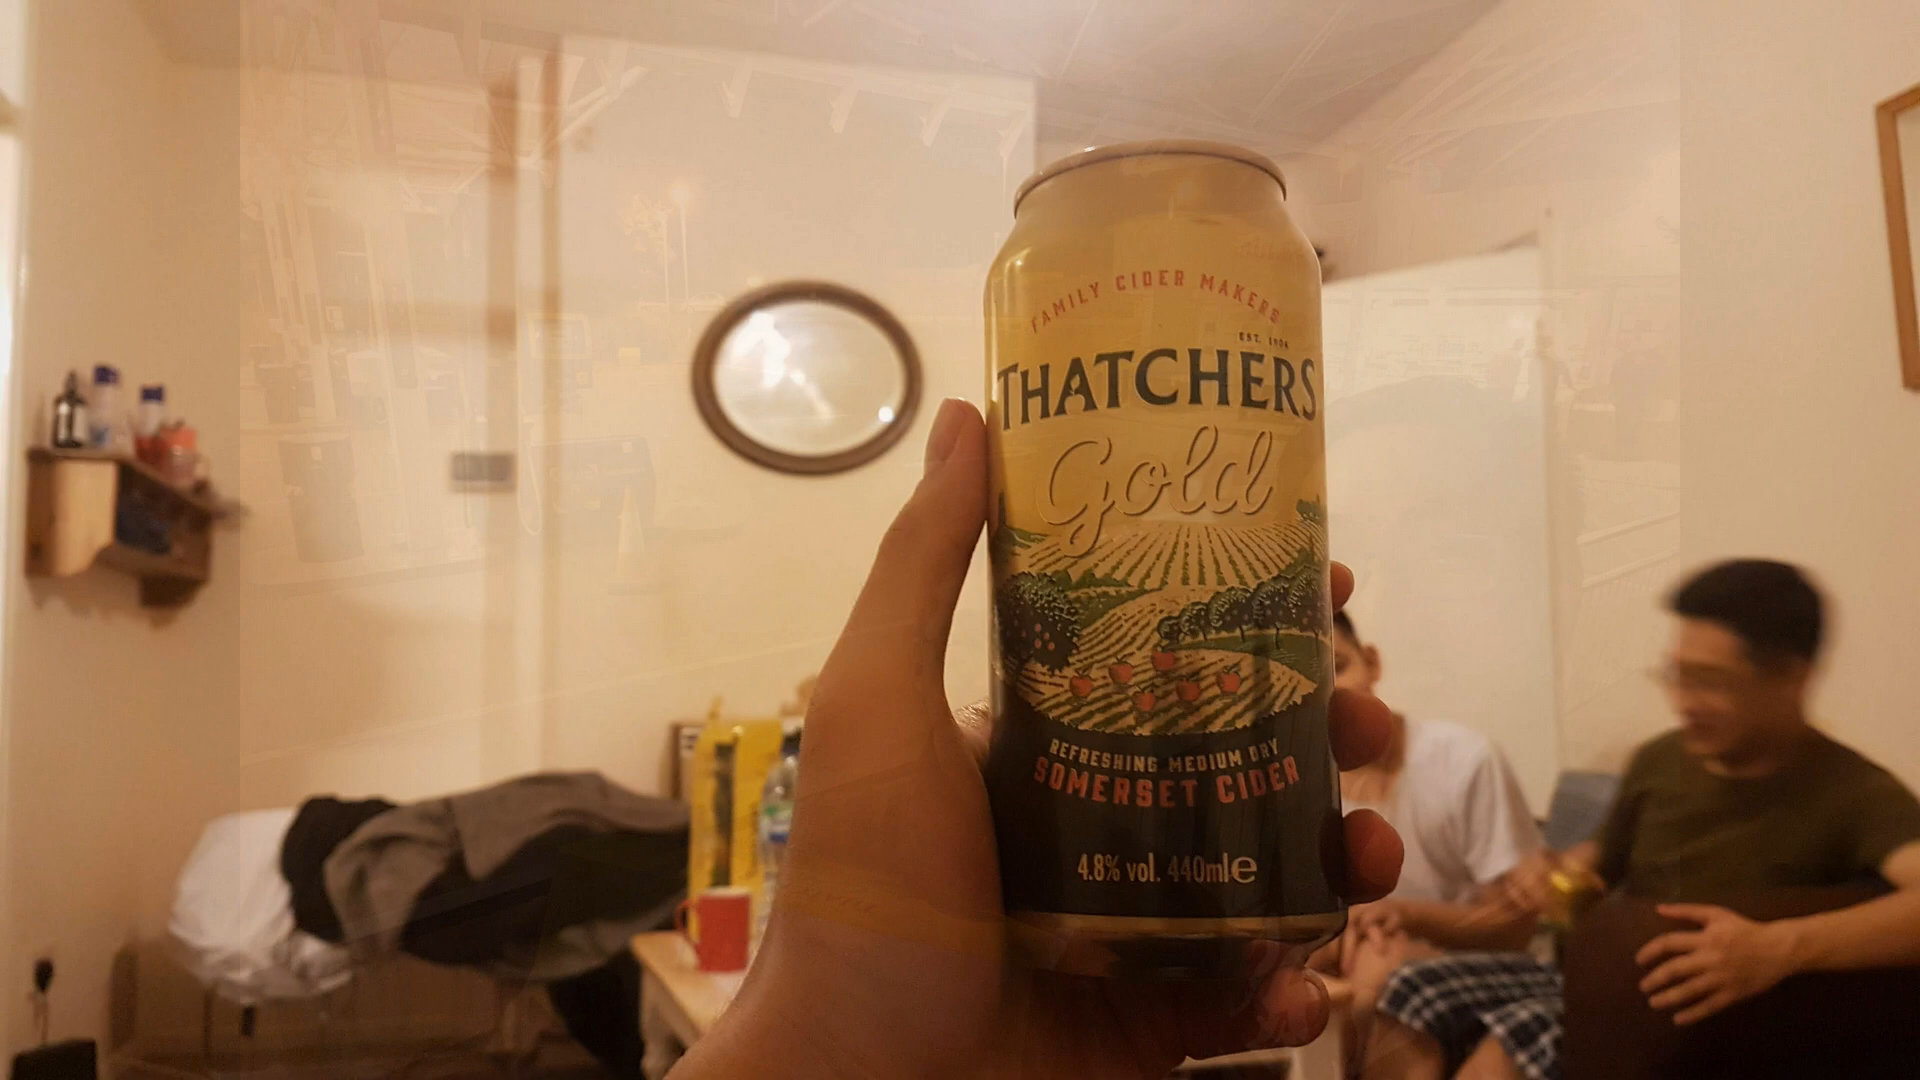 FAMILY CIDER MAKERS
EST. 1904
THATCHERS
Gold
REFRESHING MEDIUM DRY
SOMERSET CIDER
4.8% vol. 440ml e